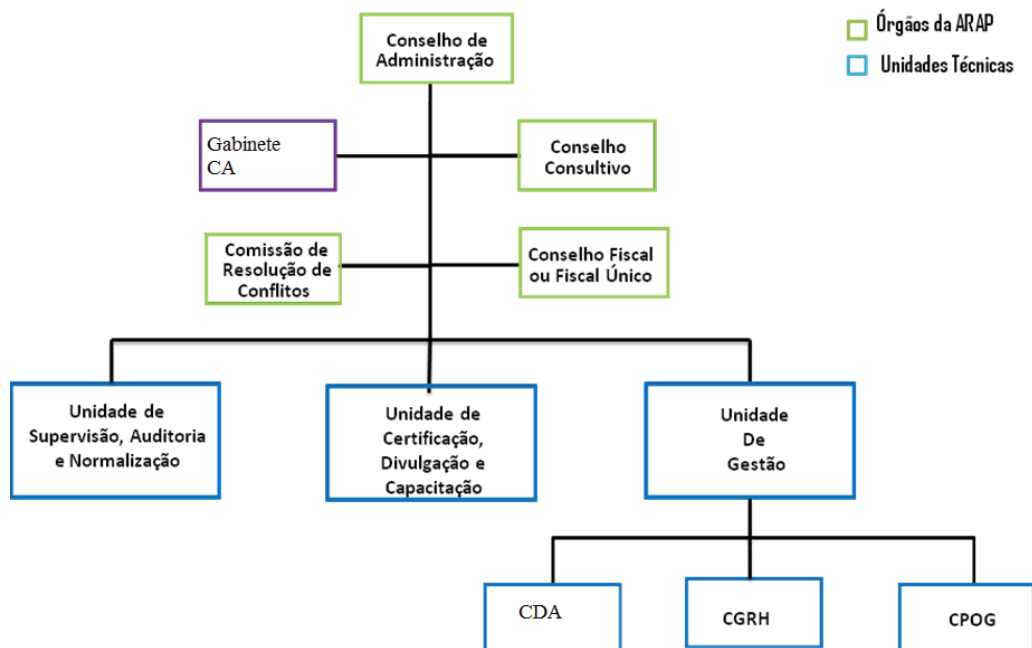 Conselho de
Administração
Órgãos da ARAP
Unidades Técnicas
Gabinete
CA
Conselho
Consultivo
Comissão de
Resolução de
Conflitos
Conselho Fiscal
ou Fiscal Único
Unidade de
Supervisão, Auditoria
e Normalização
Unidade de
Certificação,
Divulgação e
Capacitação
Unidade
De
Gestão
CDA
CGRH
CPOG